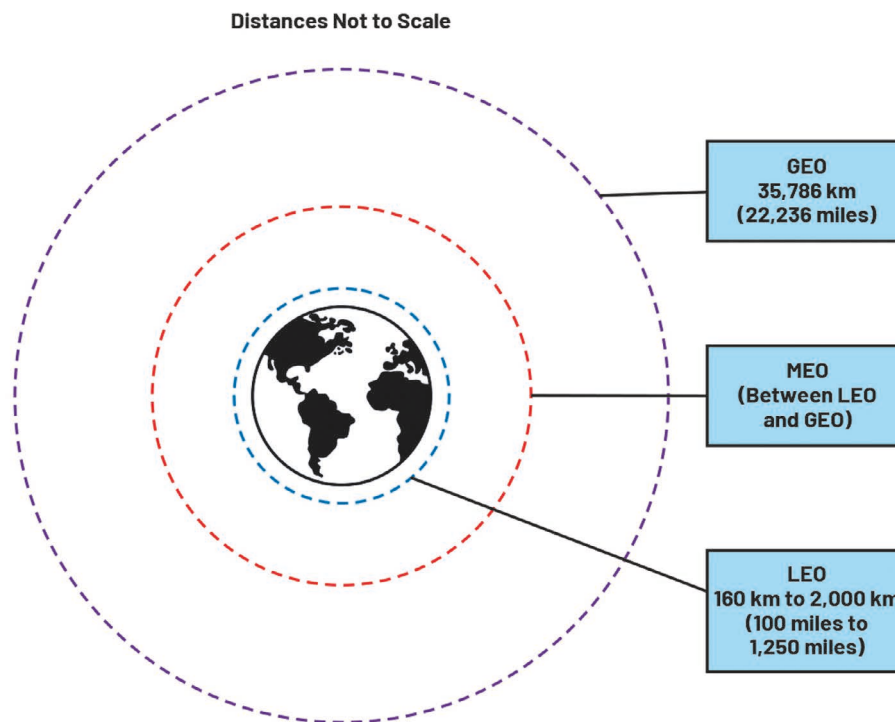 Distances Not to Scale
GEO
35,786 km
(22,236 miles)
MEO
(Between LEO
and GEO)
LEO
160 km to 2,000 km
(100 miles to
1,250 miles)